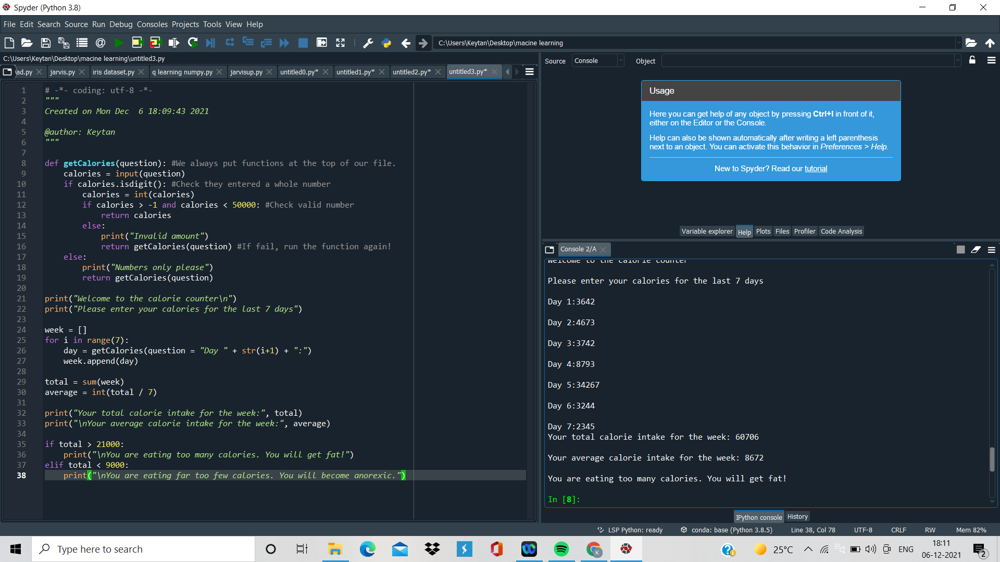 Spyder (Python 3.8)
File Edit Search Source Run Debug Consoles Projects Tools View Help
C:\Users\Keytan\Desktop\macine learning
C:\Users\Keytan\Desktop\macine learning\untitled3.py
ad.py jarvis.py iris dataset.py q learning numpy.py jarvisup.py untitled0.py* untitled1.py* untitled2.py* untitled3.py*
1 # -*- coding: utf-8 -*-
2 """
3 Created on Mon Dec  6 18:09:43 2021
4
5 @author: Keytan
6 """
7
8 def getCalories(question): #We always put functions at the top of our file.
9     calories = input(question)
10     if calories.isdigit(): #Check they entered a whole number
11         calories = int(calories)
12         if calories > -1 and calories < 50000: #Check valid number
13             return calories
14         else:
15             print("Invalid amount")
16             return getCalories(question) #If fail, run the function again!
17     else:
18         print("Numbers only please")
19         return getCalories(question)
20
21 print("Welcome to the calorie counter\n")
22 print("Please enter your calories for the last 7 days")
23
24 week = []
25 for i in range(7):
26     day = getCalories(question = "Day " + str(i+1) + ":")
27     week.append(day)
28
29 total = sum(week)
30 average = int(total / 7)
31
32 print("Your total calorie intake for the week:", total)
33 print("\nYour average calorie intake for the week:", average)
34
35 if total > 21000:
36     print("\nYou are eating too many calories. You will get fat!")
37 elif total < 9000:
38     print("\nYou are eating far too few calories. You will become anorexic.")
Source Console Object
Usage
Here you can get help of any object by pressing Ctrl+I in front of it,
either on the Editor or the Console.
Help can also be shown automatically after writing a left parenthesis
next to an object. You can activate this behavior in Preferences > Help.
New to Spyder? Read our tutorial
Variable explorer Help Plots Files Profiler Code Analysis
Console 2/A
Welcome to the calorie counter
Please enter your calories for the last 7 days
Day 1:3642
Day 2:4673
Day 3:3742
Day 4:8793
Day 5:34267
Day 6:3244
Day 7:2345
Your total calorie intake for the week: 60706
Your average calorie intake for the week: 8672
You are eating too many calories. You will get fat!
In [8]:
IPython console History
LSP Python: ready conda: base (Python 3.8.5) Line 38, Col 78 UTF-8 CRLF RW Mem 82%
Type here to search
25°C ENG
18:11
06-12-2021
2